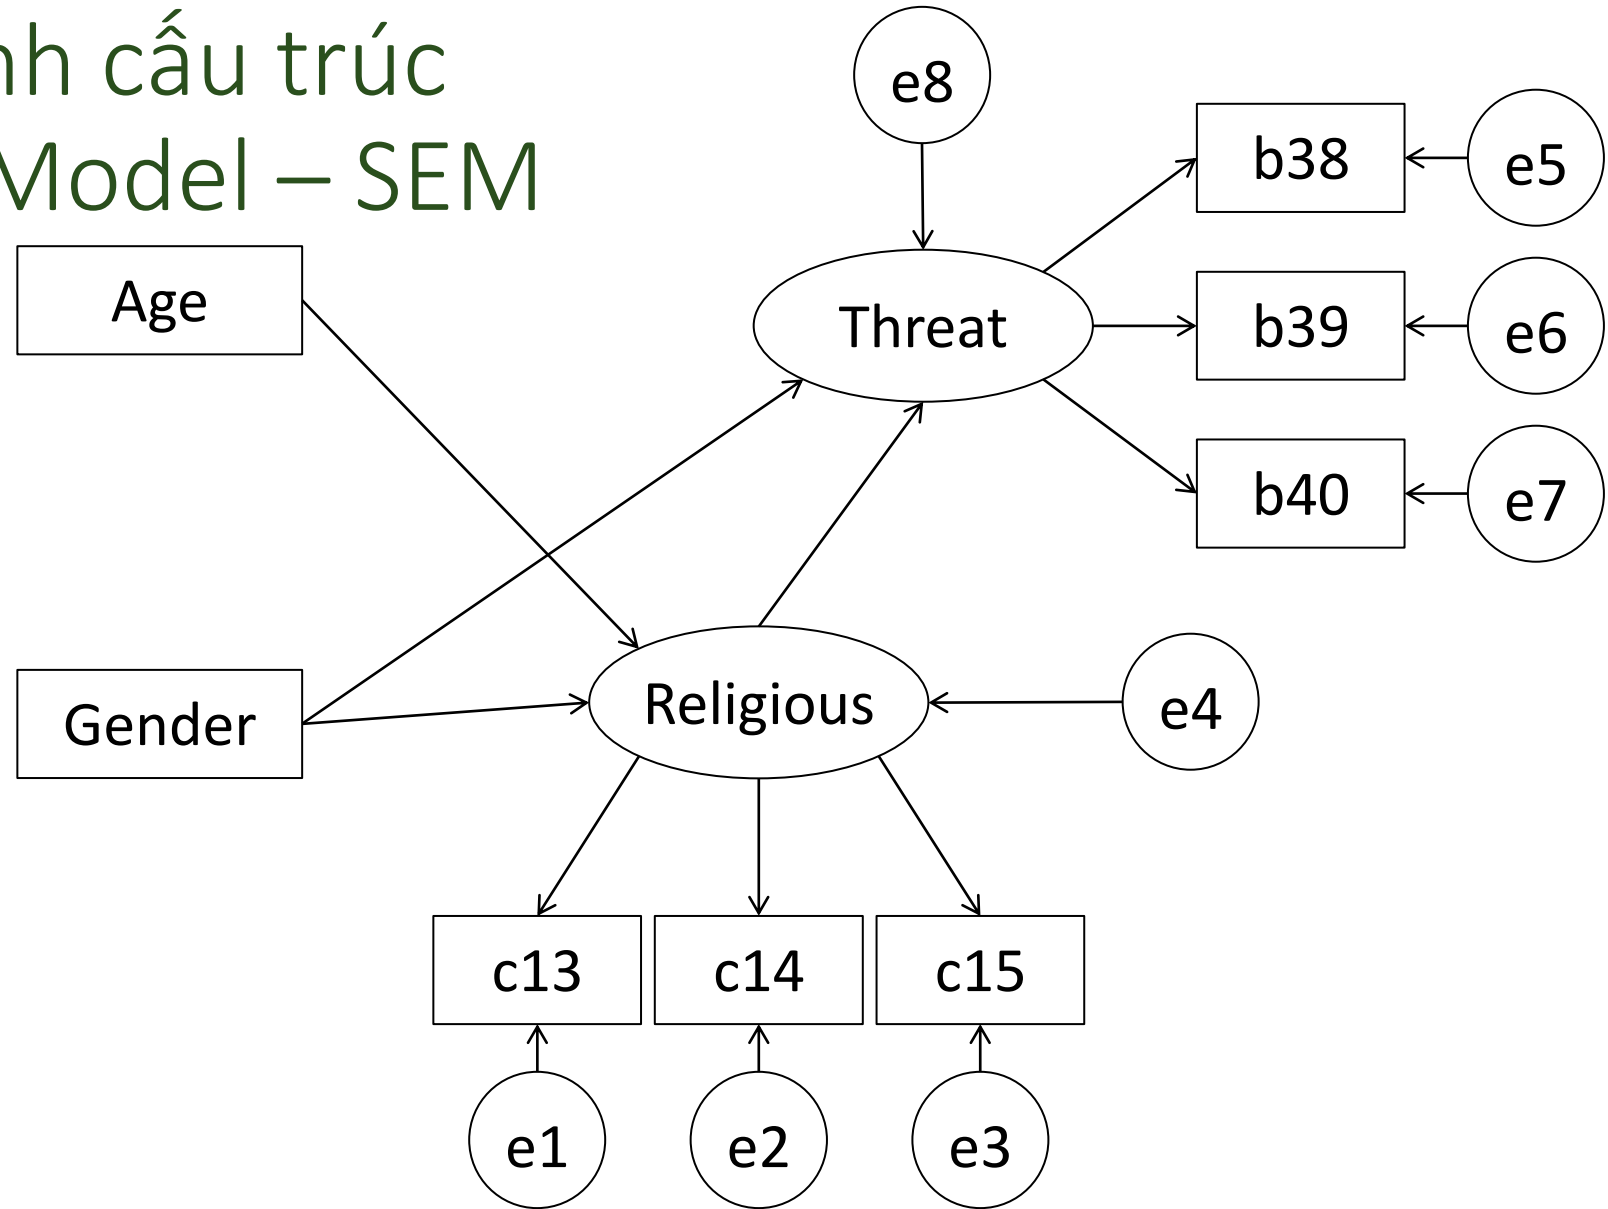 nh cấu trúc
Model – SEM
e8
b38
e5
Age
Threat
b39
e6
b40
e7
Gender
Religious
e4
c13
c14
c15
e1
e2
e3